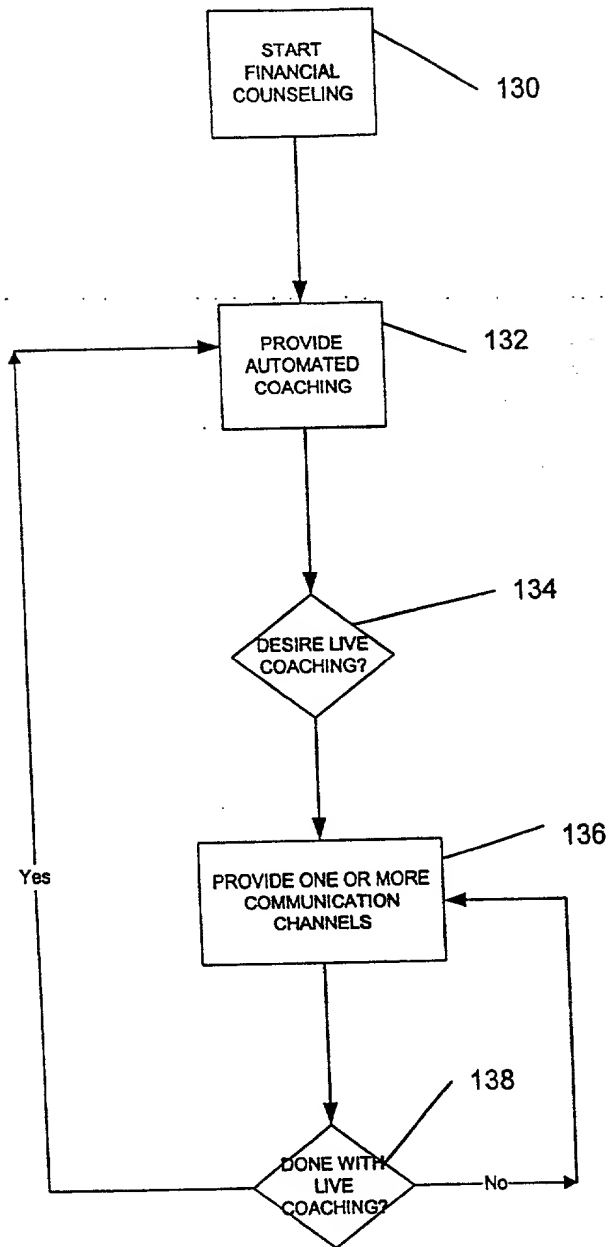 START
FINANCIAL
COUNSELING
130
PROVIDE
AUTOMATED
COACHING
132
DESIRE LIVE
COACHING?
134
PROVIDE ONE OR MORE
COMMUNICATION
CHANNELS
136
Yes
DONE WITH
LIVE
COACHING?
138
No